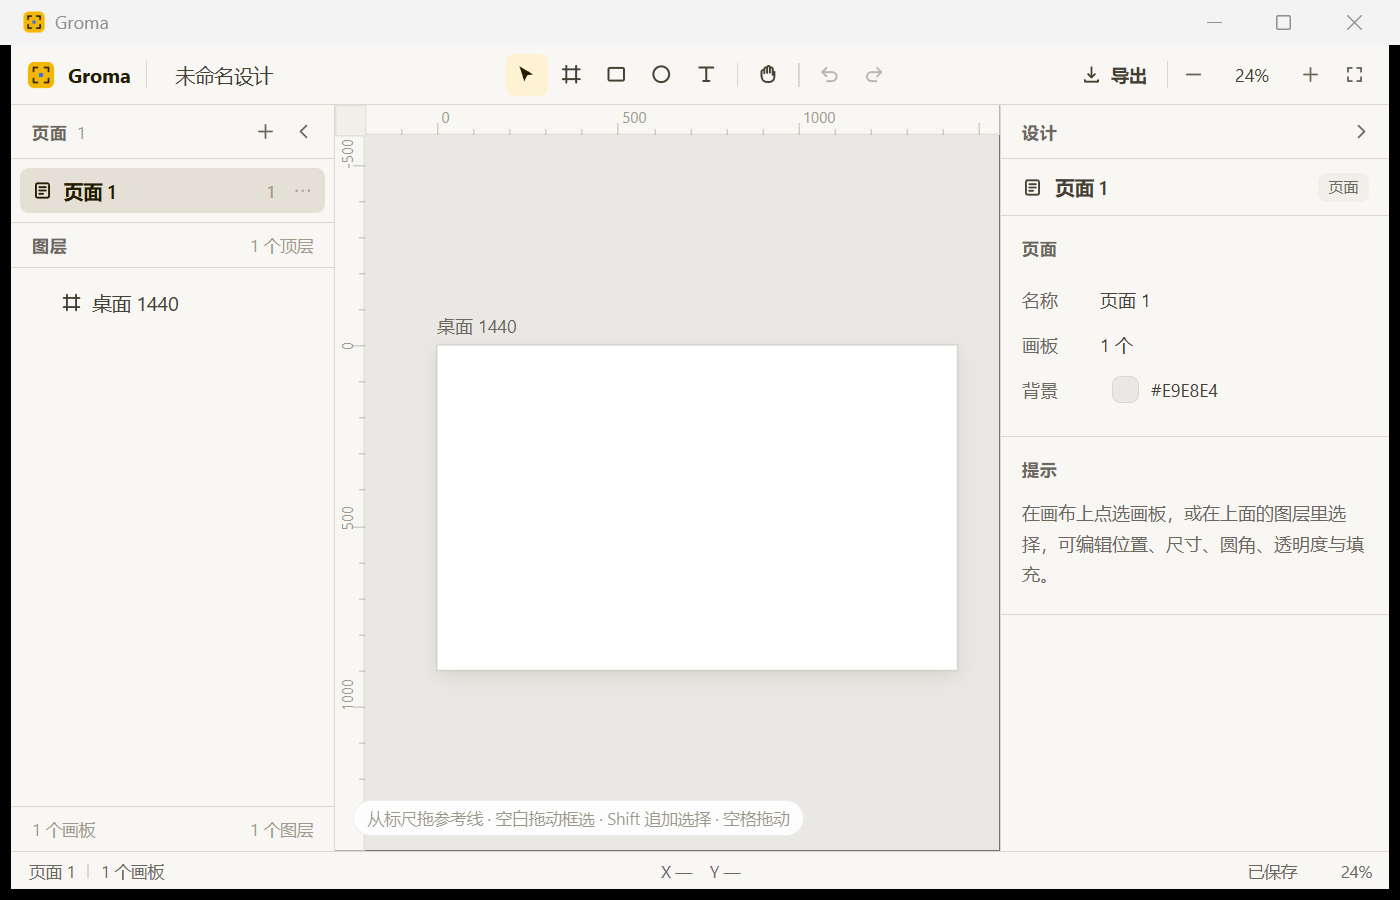 Groma
Groma 未命名设计 导出 24%
页面 1
页面 1 1 ···
图层 1 个顶层
桌面 1440
1 个画板 1 个图层
0 500 1000
-500
0
500
1000
桌面 1440
从标尺拖参考线 · 空白拖动框选 · Shift 追加选择 · 空格拖动
设计
页面 1 页面
页面
名称 页面 1
画板 1 个
背景 #E9E8E4
提示
在画布上点选画板，或在上面的图层里选
择，可编辑位置、尺寸、圆角、透明度与填
充。
页面 1 1 个画板 X — Y — 已保存 24%